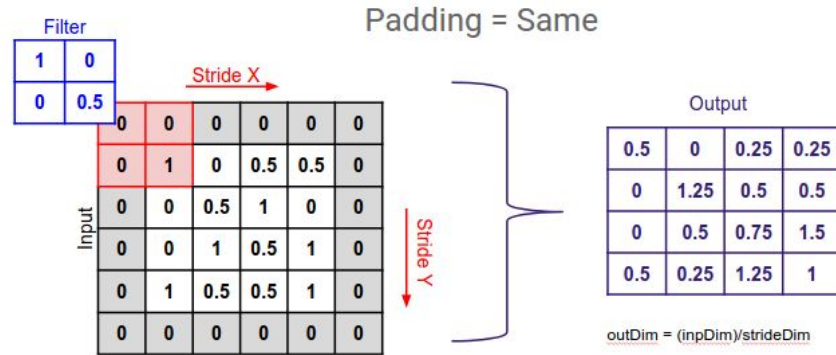 Padding = Same
Filter
1 0
0 0.5
Stride X
0 0 0 0 0 0
0 1 0 0.5 0.5 0
0 0 0.5 1 0 0
0 0 1 0.5 1 0
0 1 0.5 0.5 1 0
0 0 0 0 0 0
Input
Stride Y
Output
0.5 0 0.25 0.25
0 1.25 0.5 0.5
0 0.5 0.75 1.5
0.5 0.25 1.25 1
outDim = (inpDim)/strideDim